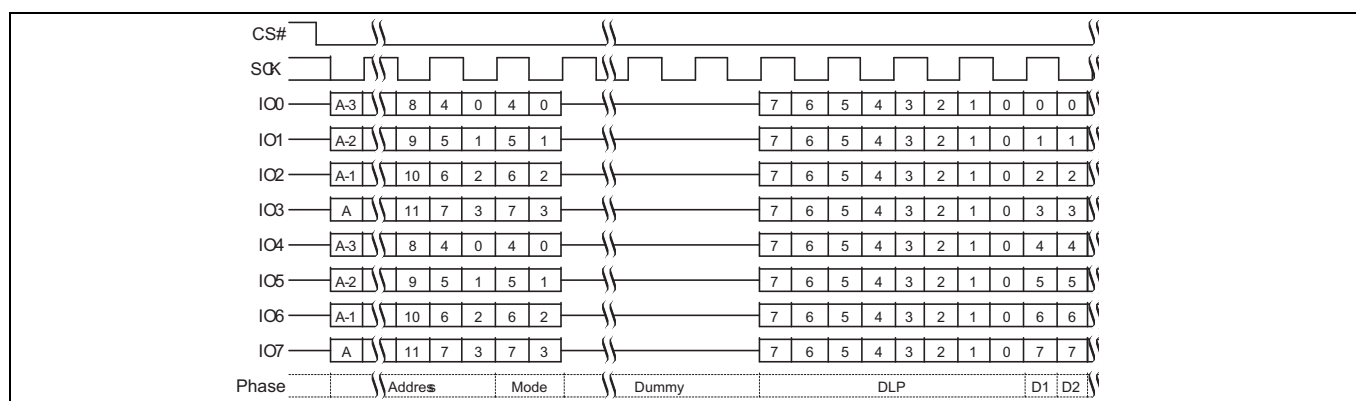 CS#
SCK
IO0 A-3 8 4 0 4 0 7 6 5 4 3 2 1 0 0 0
IO1 A-2 9 5 1 5 1 7 6 5 4 3 2 1 0 1 1
IO2 A-1 10 6 2 6 2 7 6 5 4 3 2 1 0 2 2
IO3 A 11 7 3 7 3 7 6 5 4 3 2 1 0 3 3
IO4 A-3 8 4 0 4 0 7 6 5 4 3 2 1 0 4 4
IO5 A-2 9 5 1 5 1 7 6 5 4 3 2 1 0 5 5
IO6 A-1 10 6 2 6 2 7 6 5 4 3 2 1 0 6 6
IO7 A 11 7 3 7 3 7 6 5 4 3 2 1 0 7 7
Phase Address Mode Dummy DLP D1 D2